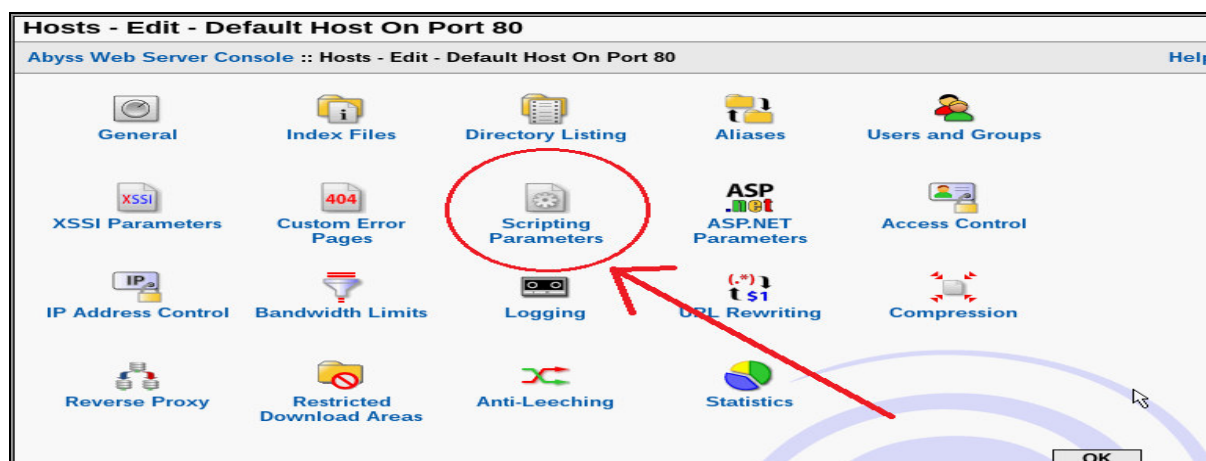 Hosts - Edit - Default Host On Port 80
Abyss Web Server Console :: Hosts - Edit - Default Host On Port 80
Help
General
Index Files
Directory Listing
Aliases
Users and Groups
XSSI
404
ASP
.net
XSSI Parameters
Custom Error
Pages
Scripting
Parameters
ASP.NET
Parameters
Access Control
IP
(.*)
$1
IP Address Control
Bandwidth Limits
Logging
URL Rewriting
Compression
Reverse Proxy
Restricted
Download Areas
Anti-Leeching
Statistics
OK